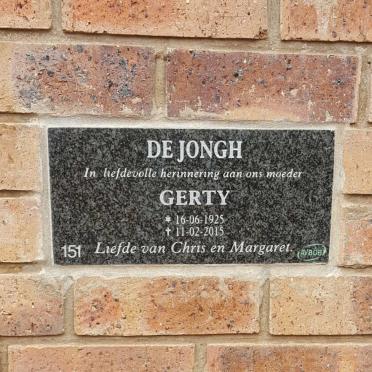 DE JONGH
In liefdevolle herinnering aan ons moeder
GERTY
* 16-06-1925
† 11-02-2015
151 Liefde van Chris en Margaret.
AVBOB